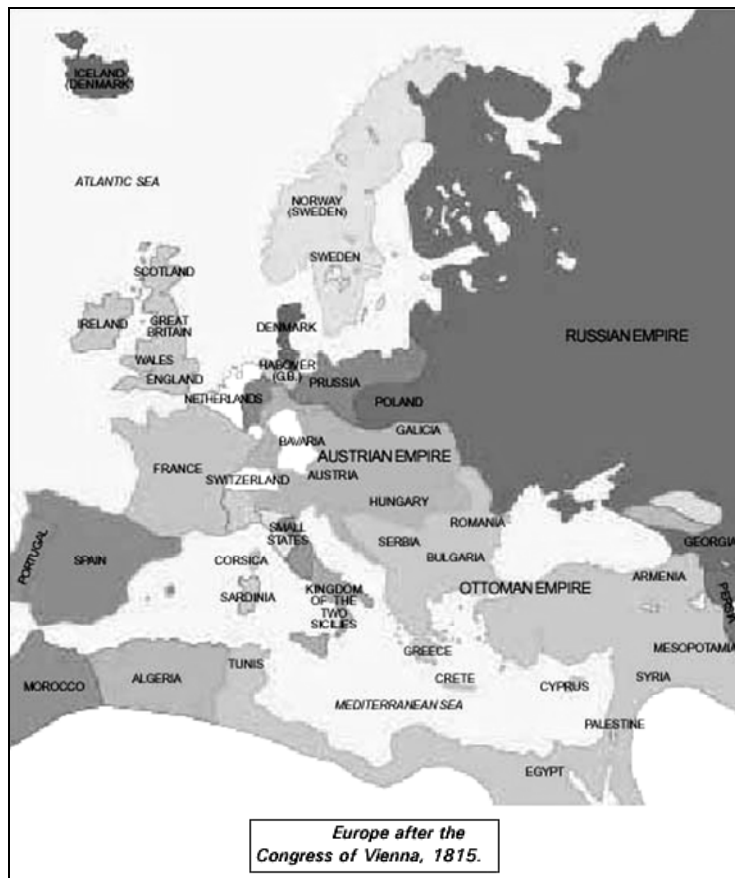 ICELAND
(DENMARK)
ATLANTIC SEA
NORWAY
(SWEDEN)
SWEDEN
SCOTLAND
IRELAND
GREAT
BRITAIN
DENMARK
RUSSIAN EMPIRE
WALES
HABOVER
(G.B.)
ENGLAND
PRUSSIA
NETHERLANDS
POLAND
GALICIA
BAVARIA
AUSTRIAN EMPIRE
FRANCE
SWITZERLAND
AUSTRIA
HUNGARY
ROMANIA
SMALL
STATES
SERBIA
PORTUGAL
SPAIN
CORSICA
BULGARIA
GEORGIA
ARMENIA
OTTOMAN EMPIRE
PERSIA
SARDINIA
KINGDOM
OF THE
TWO
SICILIES
MESOPOTAMIA
GREECE
TUNIS
ALGERIA
MOROCCO
CRETE
CYPRUS
SYRIA
MEDITERRANEAN SEA
PALESTINE
EGYPT
Europe after the
Congress of Vienna, 1815.